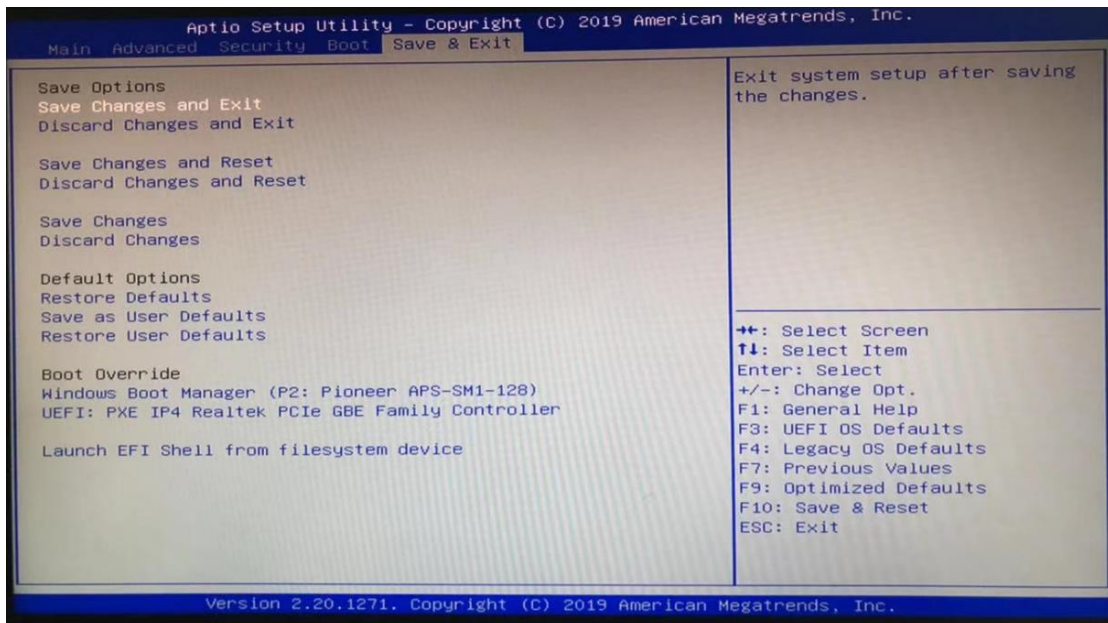 Aptio Setup Utility – Copyright (C) 2019 American Megatrends, Inc.
Main Advanced Security Boot Save & Exit
Save Options
Save Changes and Exit
Discard Changes and Exit
Save Changes and Reset
Discard Changes and Reset
Save Changes
Discard Changes
Default Options
Restore Defaults
Save as User Defaults
Restore User Defaults
Boot Override
Windows Boot Manager (P2: Pioneer APS-SM1-128)
UEFI: PXE IP4 Realtek PCIe GBE Family Controller
Launch EFI Shell from filesystem device
Exit system setup after saving
the changes.
→←: Select Screen
↑↓: Select Item
Enter: Select
+/-: Change Opt.
F1: General Help
F3: UEFI OS Defaults
F4: Legacy OS Defaults
F7: Previous Values
F9: Optimized Defaults
F10: Save & Reset
ESC: Exit
Version 2.20.1271. Copyright (C) 2019 American Megatrends, Inc.